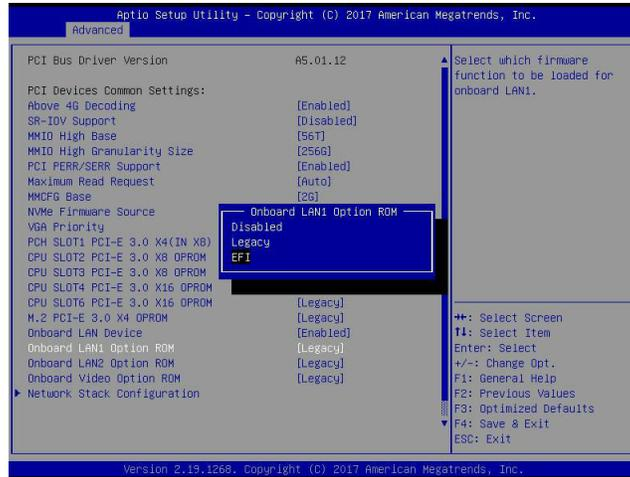 Aptio Setup Utility – Copyright (C) 2017 American Megatrends, Inc.
Advanced
PCI Bus Driver Version A5.01.12
PCI Devices Common Settings:
Above 4G Decoding [Enabled]
SR-IOV Support [Disabled]
MMIO High Base [56T]
MMIO High Granularity Size [256G]
PCI PERR/SERR Support [Enabled]
Maximum Read Request [Auto]
MMCFG Base [2G]
NVMe Firmware Source
VGA Priority
PCH SLOT1 PCI-E 3.0 X4(IN X8)
CPU SLOT2 PCI-E 3.0 X8 OPROM
CPU SLOT3 PCI-E 3.0 X8 OPROM
CPU SLOT4 PCI-E 3.0 X16 OPROM
CPU SLOT6 PCI-E 3.0 X16 OPROM [Legacy]
M.2 PCI-E 3.0 X4 OPROM [Legacy]
Onboard LAN Device [Enabled]
Onboard LAN1 Option ROM [Legacy]
Onboard LAN2 Option ROM [Legacy]
Onboard Video Option ROM [Legacy]
Network Stack Configuration
Onboard LAN1 Option ROM
Disabled
Legacy
EFI
Select which firmware
function to be loaded for
onboard LAN1.
→←: Select Screen
↑↓: Select Item
Enter: Select
+/-: Change Opt.
F1: General Help
F2: Previous Values
F3: Optimized Defaults
F4: Save & Exit
ESC: Exit
Version 2.19.1268. Copyright (C) 2017 American Megatrends, Inc.